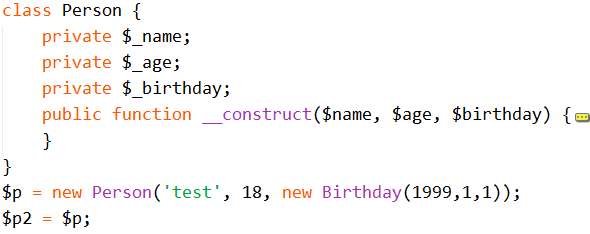 class Person {
    private $_name;
    private $_age;
    private $_birthday;
    public function __construct($name, $age, $birthday) {
    }
}
$p = new Person('test', 18, new Birthday(1999,1,1));
$p2 = $p;